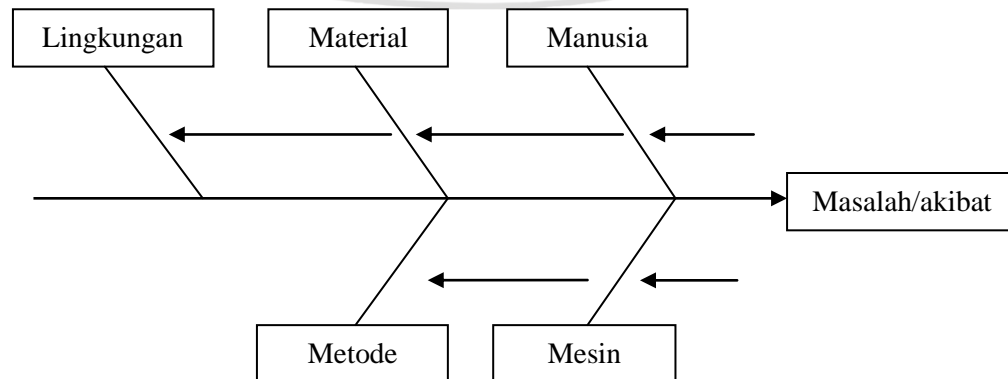 Lingkungan
Material
Manusia
Masalah/akibat
Metode
Mesin